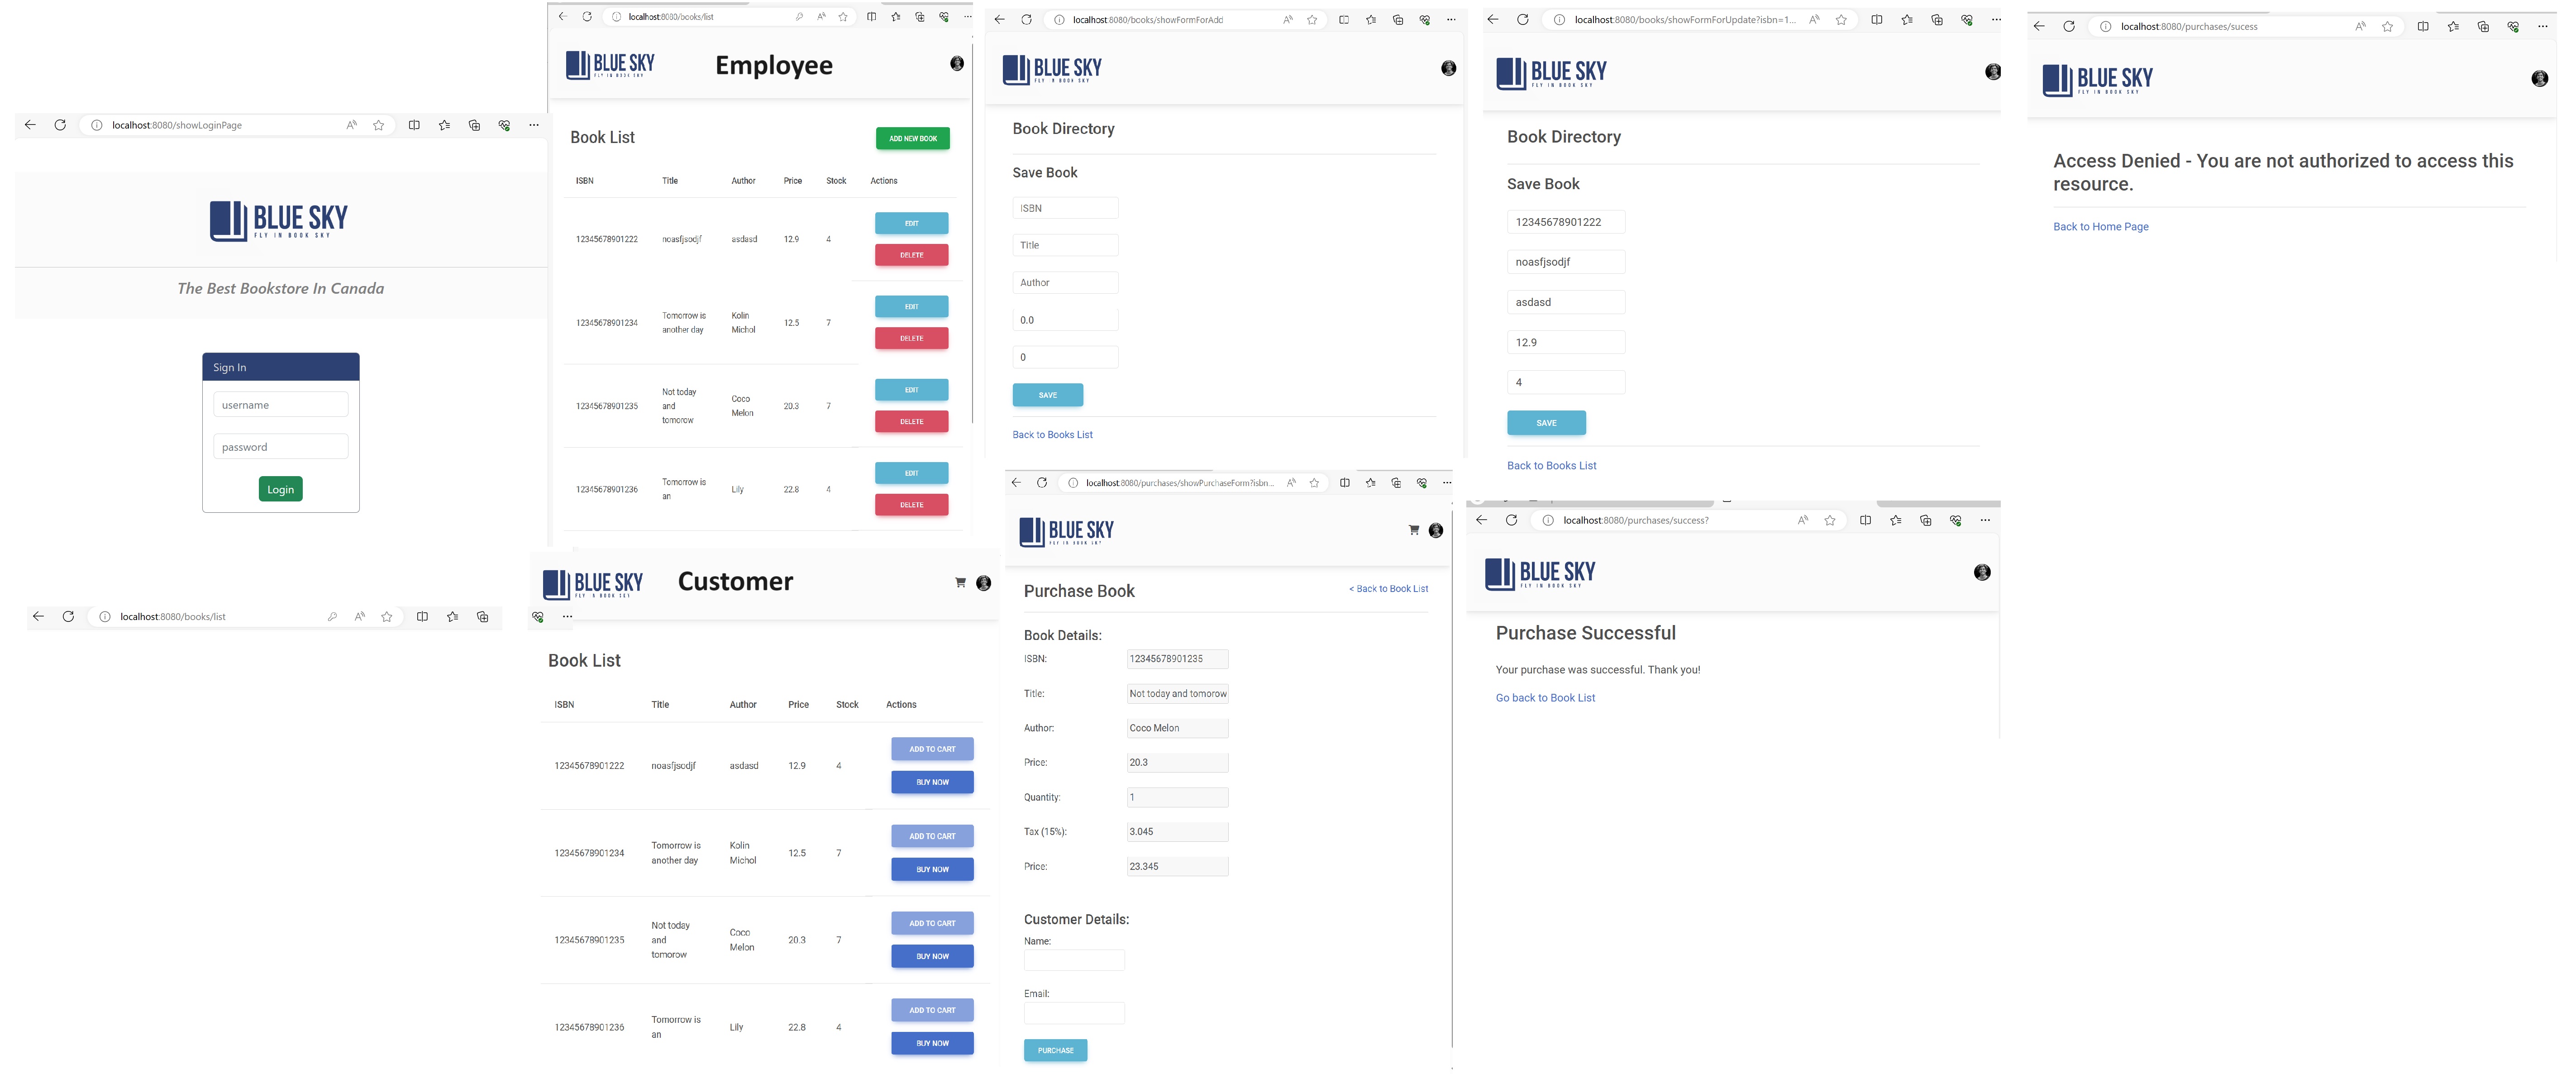 localhost:8080/showLoginPage
BLUE SKY
FLY IN BOOK SKY
The Best Bookstore In Canada
Sign In
username
password
Login
localhost:8080/books/list
BLUE SKY
FLY IN BOOK SKY
Employee
Book List
ADD NEW BOOK
ISBN Title Author Price Stock Actions
12345678901222 noasfjsodjf asdasd 12.9 4
EDIT
DELETE
12345678901234 Tomorrow is another day Kolin Michol 12.5 7
EDIT
DELETE
12345678901235 Not today and tomorow Coco Melon 20.3 7
EDIT
DELETE
12345678901236 Tomorrow is an Lily 22.8 4
EDIT
DELETE
localhost:8080/books/showFormForAdd
BLUE SKY
FLY IN BOOK SKY
Book Directory
Save Book
ISBN
Title
Author
0.0
0
SAVE
Back to Books List
localhost:8080/books/showFormForUpdate?isbn=1...
BLUE SKY
FLY IN BOOK SKY
Book Directory
Save Book
12345678901222
noasfjsodjf
asdasd
12.9
4
SAVE
Back to Books List
localhost:8080/purchases/sucess
BLUE SKY
FLY IN BOOK SKY
Access Denied - You are not authorized to access this
resource.
Back to Home Page
localhost:8080/books/list
BLUE SKY
FLY IN BOOK SKY
Customer
Book List
ISBN Title Author Price Stock Actions
12345678901222 noasfjsodjf asdasd 12.9 4
ADD TO CART
BUY NOW
12345678901234 Tomorrow is another day Kolin Michol 12.5 7
ADD TO CART
BUY NOW
12345678901235 Not today and tomorow Coco Melon 20.3 7
ADD TO CART
BUY NOW
12345678901236 Tomorrow is an Lily 22.8 4
ADD TO CART
BUY NOW
localhost:8080/purchases/showPurchaseForm?isbn...
BLUE SKY
FLY IN BOOK SKY
Purchase Book
< Back to Book List
Book Details:
ISBN: 12345678901235
Title: Not today and tomorow
Author: Coco Melon
Price: 20.3
Quantity: 1
Tax (15%): 3.045
Price: 23.345
Customer Details:
Name:
Email:
PURCHASE
localhost:8080/purchases/success?
BLUE SKY
FLY IN BOOK SKY
Purchase Successful
Your purchase was successful. Thank you!
Go back to Book List